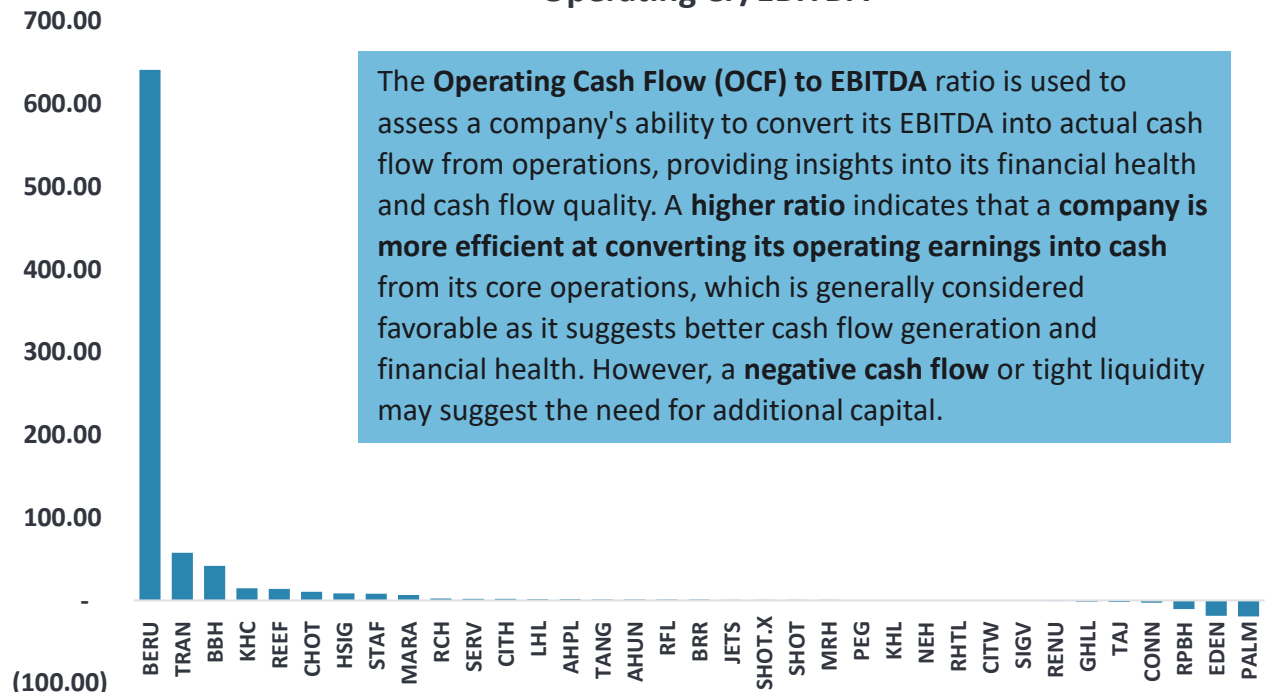 Operating CF/EBITDA
700.00
600.00
500.00
400.00
300.00
200.00
100.00
-
(100.00)
The Operating Cash Flow (OCF) to EBITDA ratio is used to
assess a company's ability to convert its EBITDA into actual cash
flow from operations, providing insights into its financial health
and cash flow quality. A higher ratio indicates that a company is
more efficient at converting its operating earnings into cash
from its core operations, which is generally considered
favorable as it suggests better cash flow generation and
financial health. However, a negative cash flow or tight liquidity
may suggest the need for additional capital.
BERU
TRAN
BBH
KHC
REEF
CHOT
HSIG
STAF
MARA
RCH
SERV
CITH
LHL
AHPL
TANG
AHUN
RFL
BRR
JETS
SHOT.X
SHOT
MRH
PEG
KHL
NEH
RHTL
CITW
SIGV
RENU
GHLL
TAJ
CONN
RPBH
EDEN
PALM